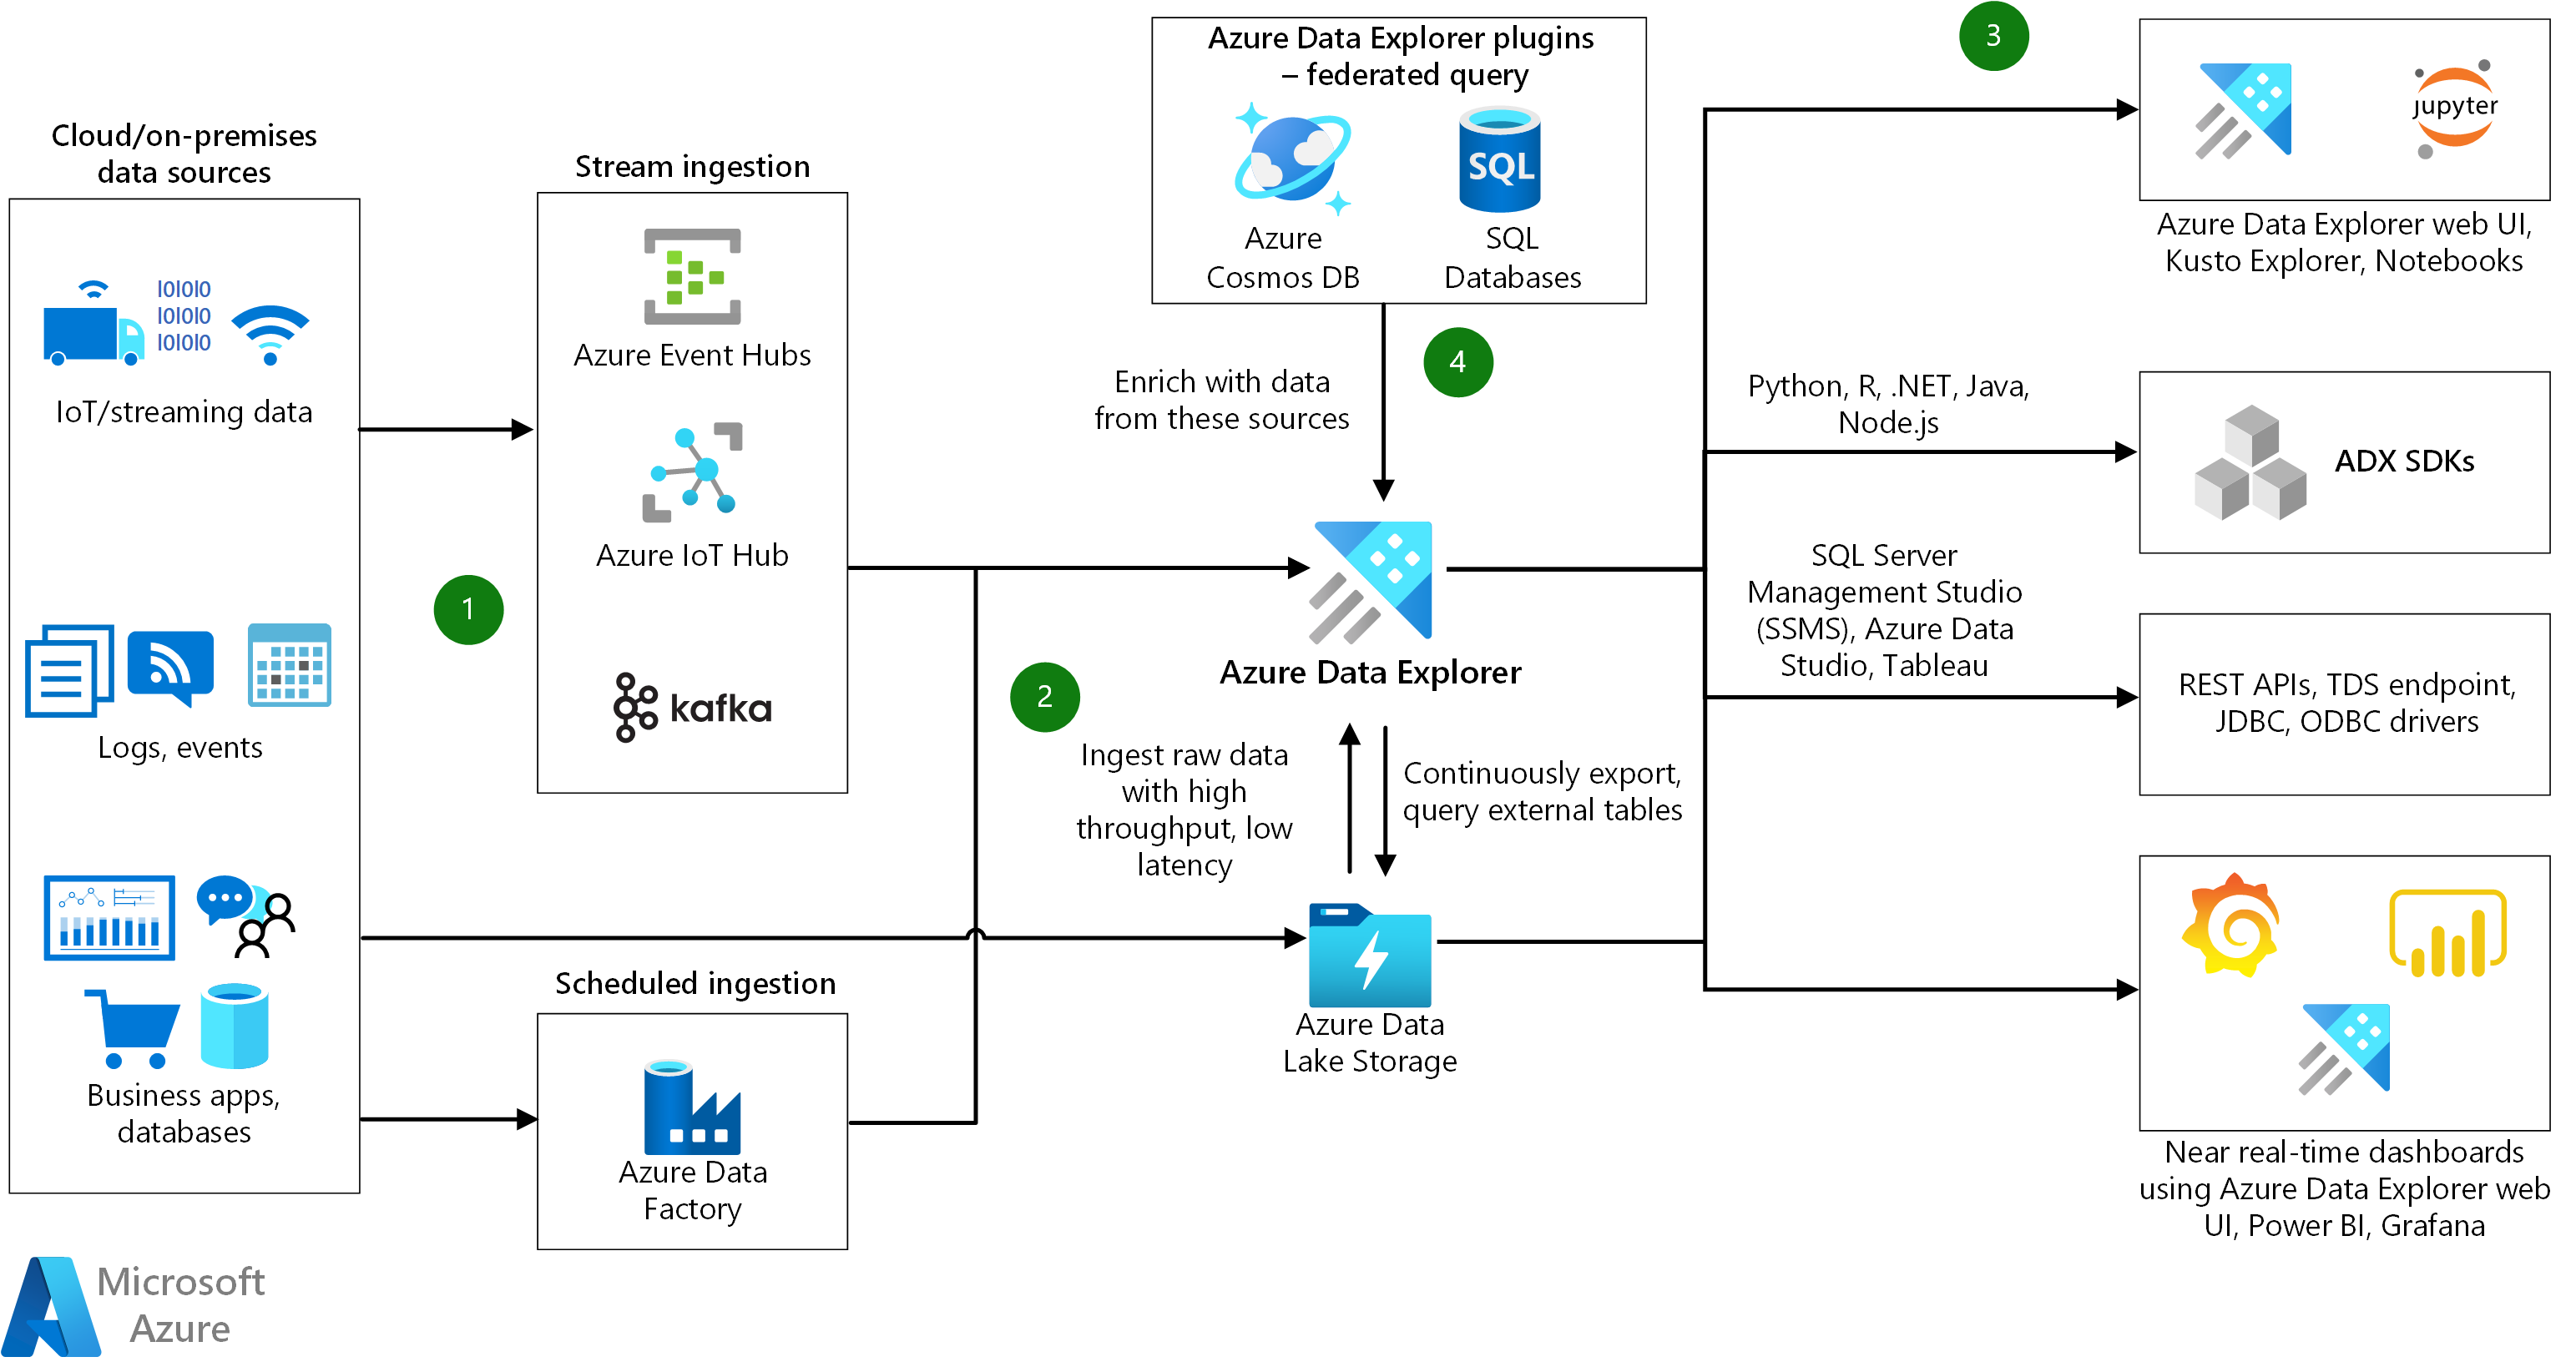 Cloud/on-premises
data sources
IoIoIo
IoIoIo
IoIoIo
IoT/streaming data
Logs, events
Business apps,
databases
Microsoft
Azure
1
Stream ingestion
Azure Event Hubs
Azure IoT Hub
kafka
Scheduled ingestion
Azure Data
Factory
Azure Data Explorer plugins
– federated query
SQL
Azure
Cosmos DB
SQL
Databases
4
Enrich with data
from these sources
Azure Data Explorer
2
Ingest raw data
with high
throughput, low
latency
Continuously export,
query external tables
Azure Data
Lake Storage
3
jupyter
Azure Data Explorer web UI,
Kusto Explorer, Notebooks
Python, R, .NET, Java,
Node.js
ADX SDKs
SQL Server
Management Studio
(SSMS), Azure Data
Studio, Tableau
REST APIs, TDS endpoint,
JDBC, ODBC drivers
Near real-time dashboards
using Azure Data Explorer web
UI, Power BI, Grafana